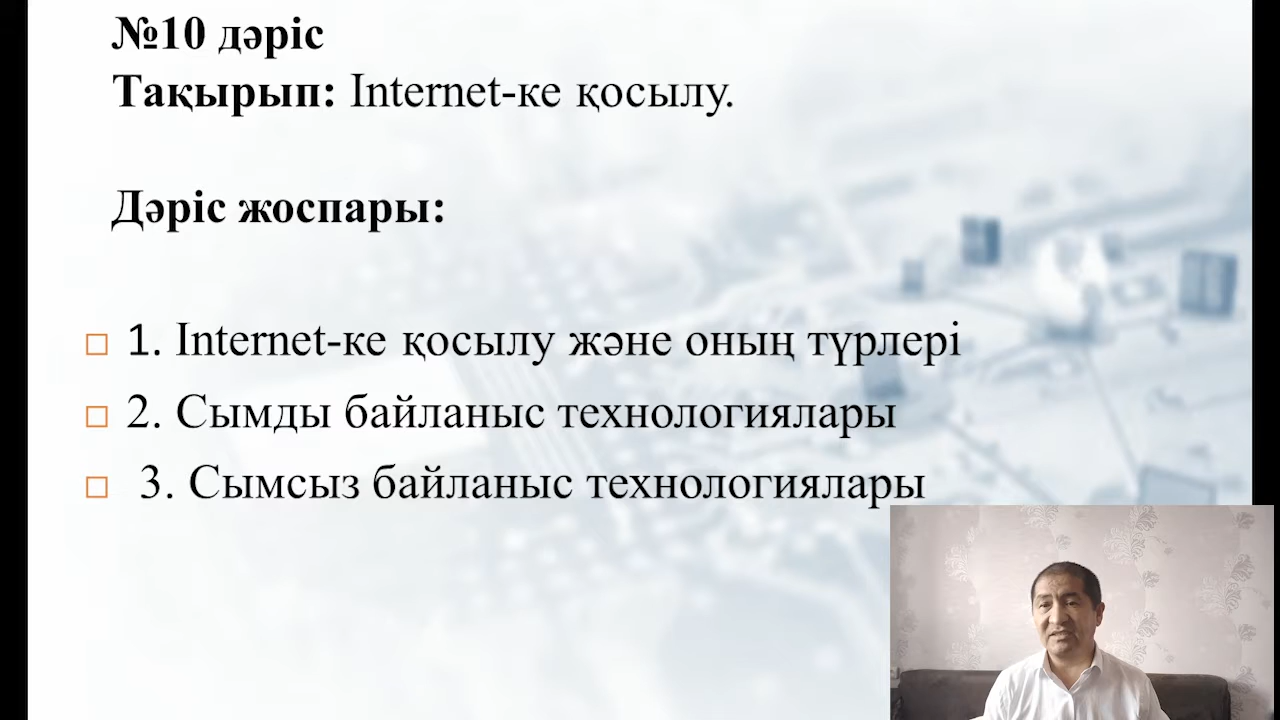 №10 дәріс
Тақырып: Internet-ке қосылу.
Дәріс жоспары:
1. Internet-ке қосылу және оның түрлері
2. Сымды байланыс технологиялары
3. Сымсыз байланыс технологиялары